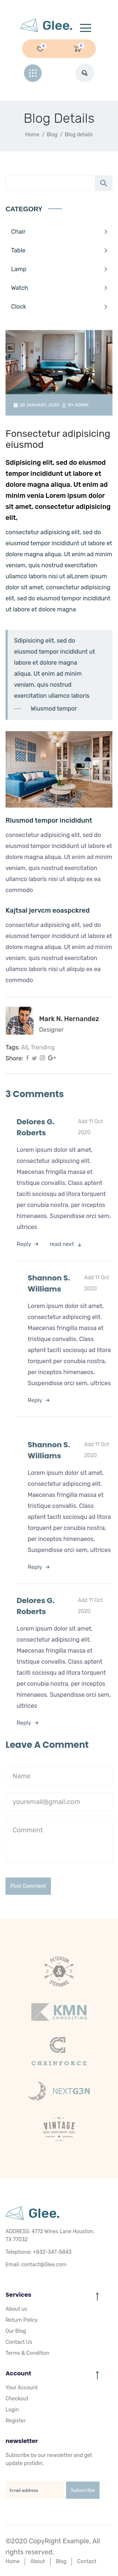 Glee.
0
0
Blog Details
Home / Blog / Blog details
CATEGORY
Chair
Table
Lamp
Watch
Clock
28 JANUARY, 2020 BY ADMIN
Fonsectetur adipisicing
eiusmod
Sdipisicing elit, sed do eiusmod
tempor incididunt ut labore et
dolore magna aliqua. Ut enim ad
minim venia Lorem ipsum dolor
sit amet, consectetur adipisicing
elit,
consectetur adipisicing elit, sed do
eiusmod tempor incididunt ut labore et
dolore magna aliqua. Ut enim ad minim
veniam, quis nostrud exercitation
ullamco laboris nisi ut alLorem ipsum
dolor sit amet, consectetur adipisicing
elit, sed do eiusmod tempor incididunt
ut labore et dolore magna
Sdipisicing elit, sed do
eiusmod tempor incididunt ut
labore et dolore magna
aliqua. Ut enim ad minim
veniam, quis nostrud
exercitation ullamco laboris
Wiusmod tempor
RIusmod tempor incididunt
consectetur adipisicing elit, sed do
eiusmod tempor incididunt ut labore et
dolore magna aliqua. Ut enim ad minim
veniam, quis nostrud exercitation
ullamco laboris nisi ut aliquip ex ea
commodo
Kajtsal jervcm eoaspckred
consectetur adipisicing elit, sed do
eiusmod tempor incididunt ut labore et
dolore magna aliqua. Ut enim ad minim
veniam, quis nostrud exercitation
ullamco laboris nisi ut aliquip ex ea
commodo
Mark N. Hernandez
Designer
Tags: All, Trending
Share:
3 Comments
Delores G. Add 11 Oct
Rorberts 2020
Lorem ipsum dolor sit amet,
consectetur adipiscing elit.
Maecenas fringilla massa et
tristique convallis. Class aptent
taciti sociosqu ad litora torquent
per conubia nostra, per inceptos
himenaeos. Suspendisse orci sem,
ultrices
Reply read next
Shannon S. Add 11 Oct
Williams 2020
Lorem ipsum dolor sit amet,
consectetur adipiscing elit.
Maecenas fringilla massa et
tristique convallis. Class
aptent taciti sociosqu ad litora
torquent per conubia nostra,
per inceptos himenaeos.
Suspendisse orci sem, ultrices
Reply
Shannon S. Add 11 Oct
Williams 2020
Lorem ipsum dolor sit amet,
consectetur adipiscing elit.
Maecenas fringilla massa et
tristique convallis. Class
aptent taciti sociosqu ad litora
torquent per conubia nostra,
per inceptos himenaeos.
Suspendisse orci sem, ultrices
Reply
Delores G. Add 11 Oct
Rorberts 2020
Lorem ipsum dolor sit amet,
consectetur adipiscing elit.
Maecenas fringilla massa et
tristique convallis. Class aptent
taciti sociosqu ad litora torquent
per conubia nostra, per inceptos
himenaeos. Suspendisse orci sem,
ultrices
Reply
Leave A Comment
Name
youremail@gmail.com
Comment
Post Comment
PETERSON
& STEPHANIE
KMN
CONSULTING
CHAINFORCE
NEXTG3N
VINTAGE
Glee.
ADDRESS: 4772 Wines Lane Houston,
TX 77032
Telephone: +832-347-5843
Email: contact@Glee.com
Services
About us
Return Policy
Our Blog
Contact Us
Terms & Condition
Account
Your Account
Checkout
Login
Register
newsletter
Subscribe by our newsletter and get
update protidin.
Email address Subscribe
©2020 CopyRight Example. All
rights reserved.
Home About Blog Contact